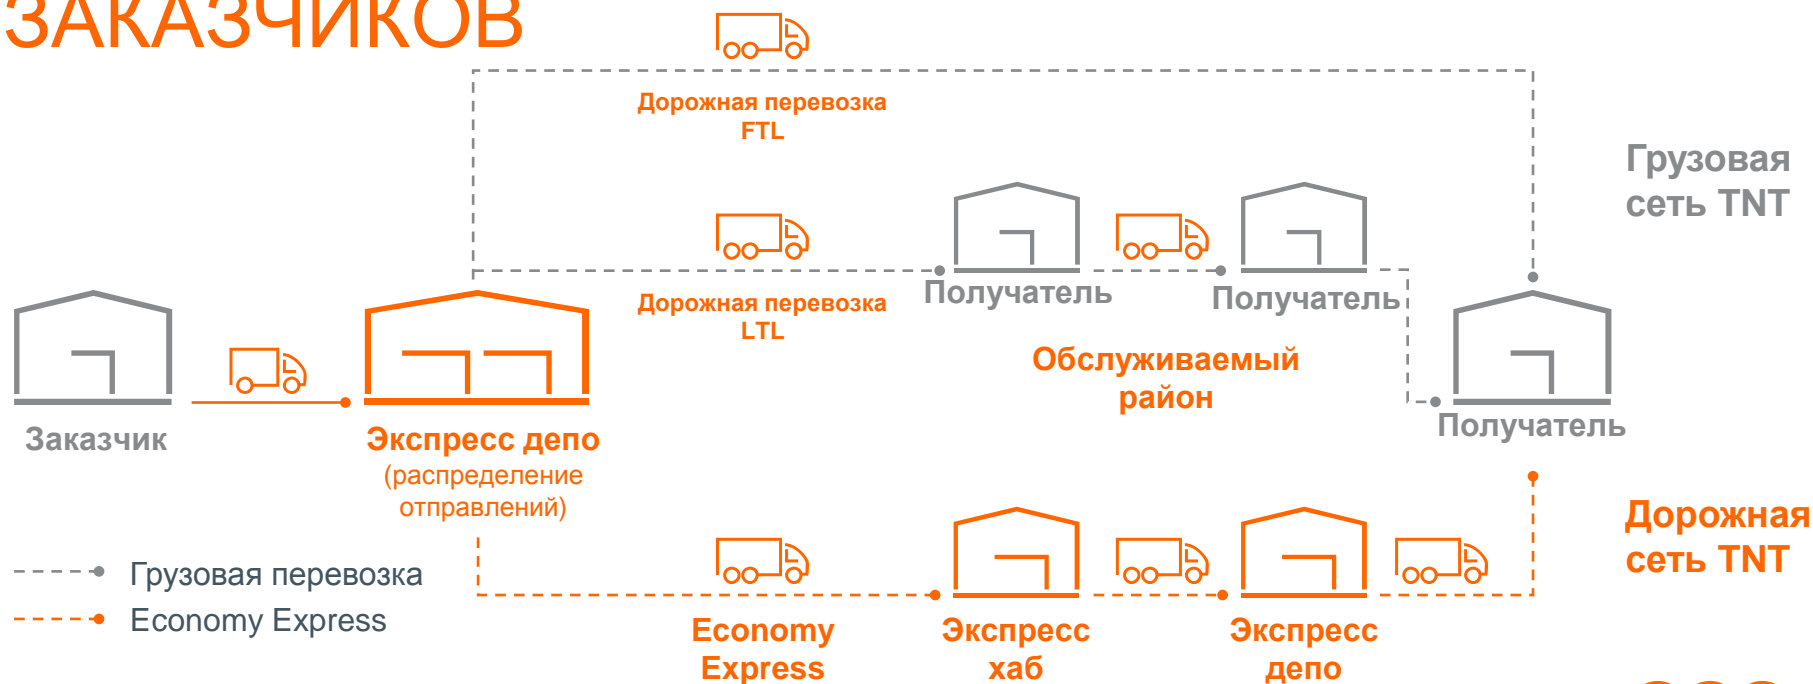 ЗАКАЗЧИКОВ
Дорожная перевозка
FTL
Грузовая
сеть TNT
Дорожная перевозка
LTL
Получатель
Получатель
Обслуживаемый
район
Заказчик
Экспресс депо
(распределение
отправлений)
Получатель
Дорожная
сеть TNT
Грузовая перевозка
Economy Express
Economy
Express
Экспресс
хаб
Экспресс
депо